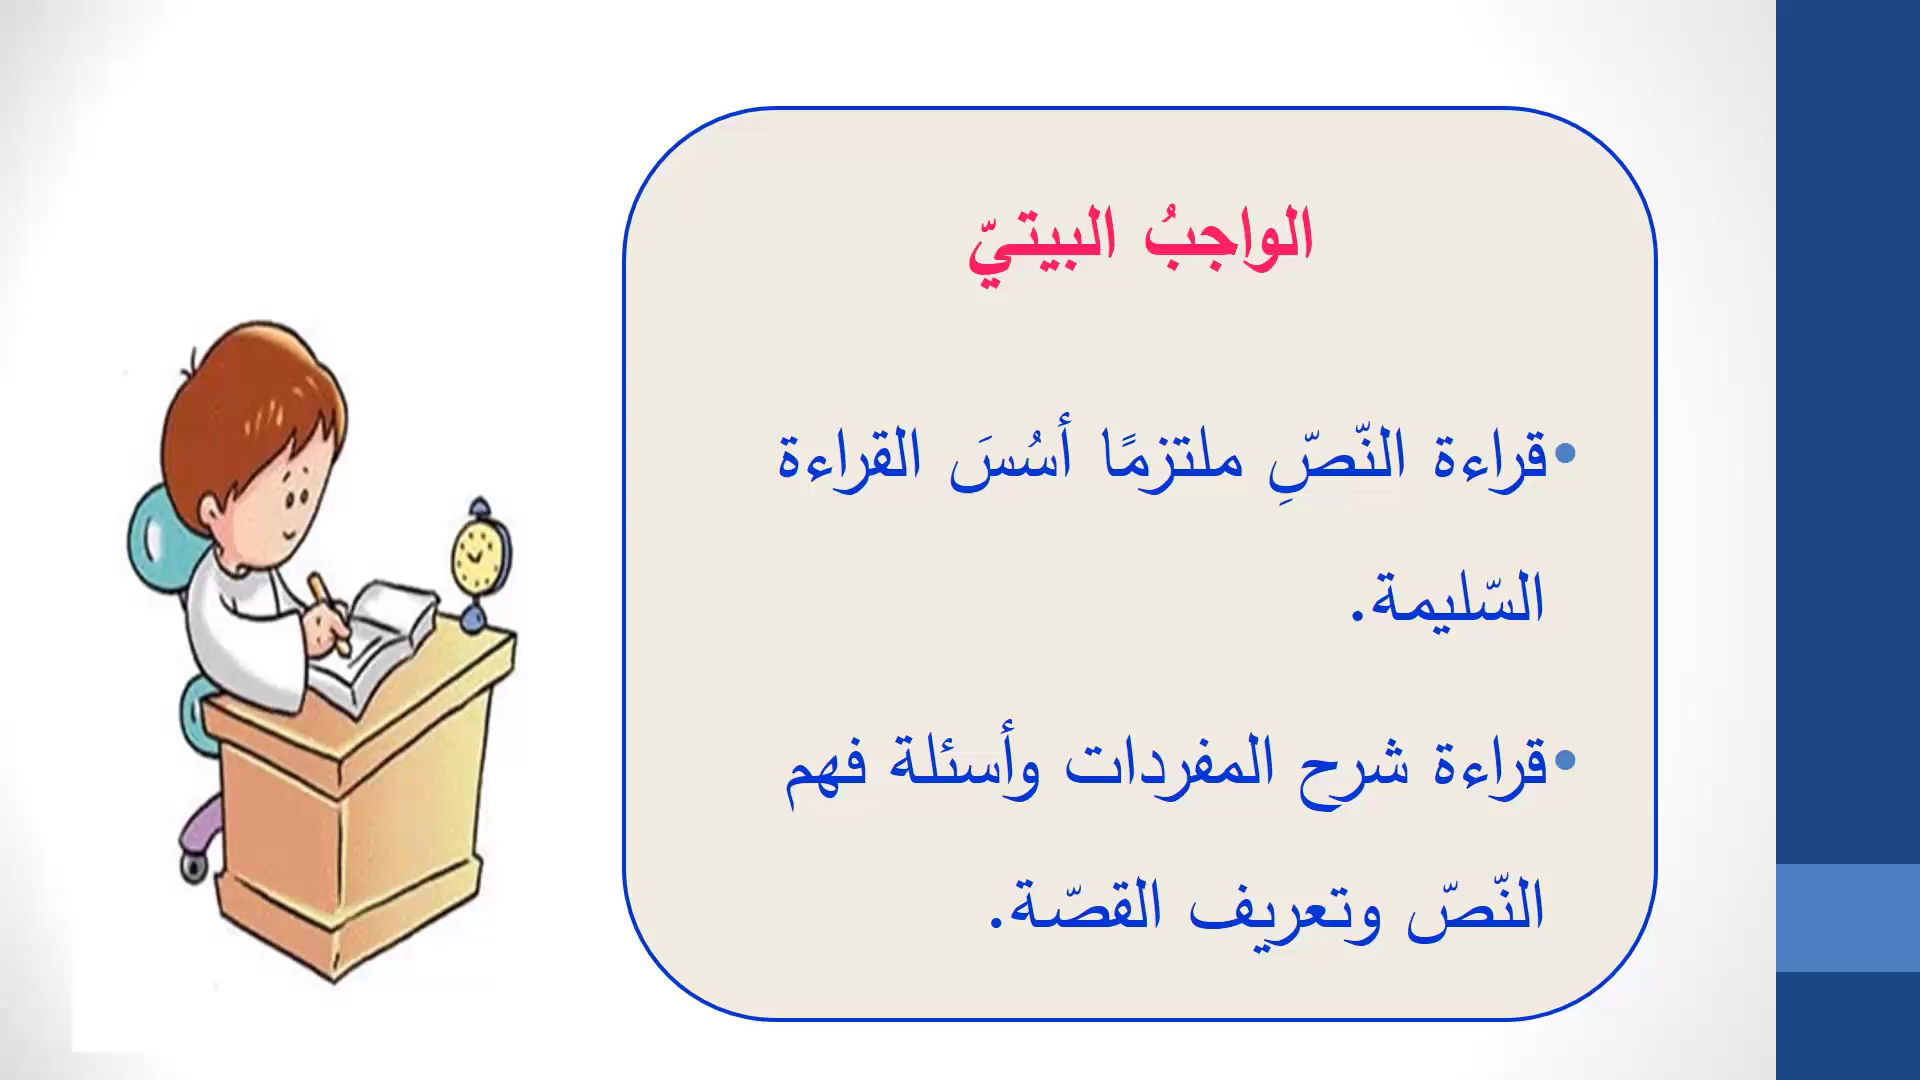 الواجبُ البيتيّ
•قراءة النّصِّ ملتزمًا أسُسَ القراءة
السّليمة.
•قراءة شرح المفردات وأسئلة فهم
النّصّ وتعريف القصّة.